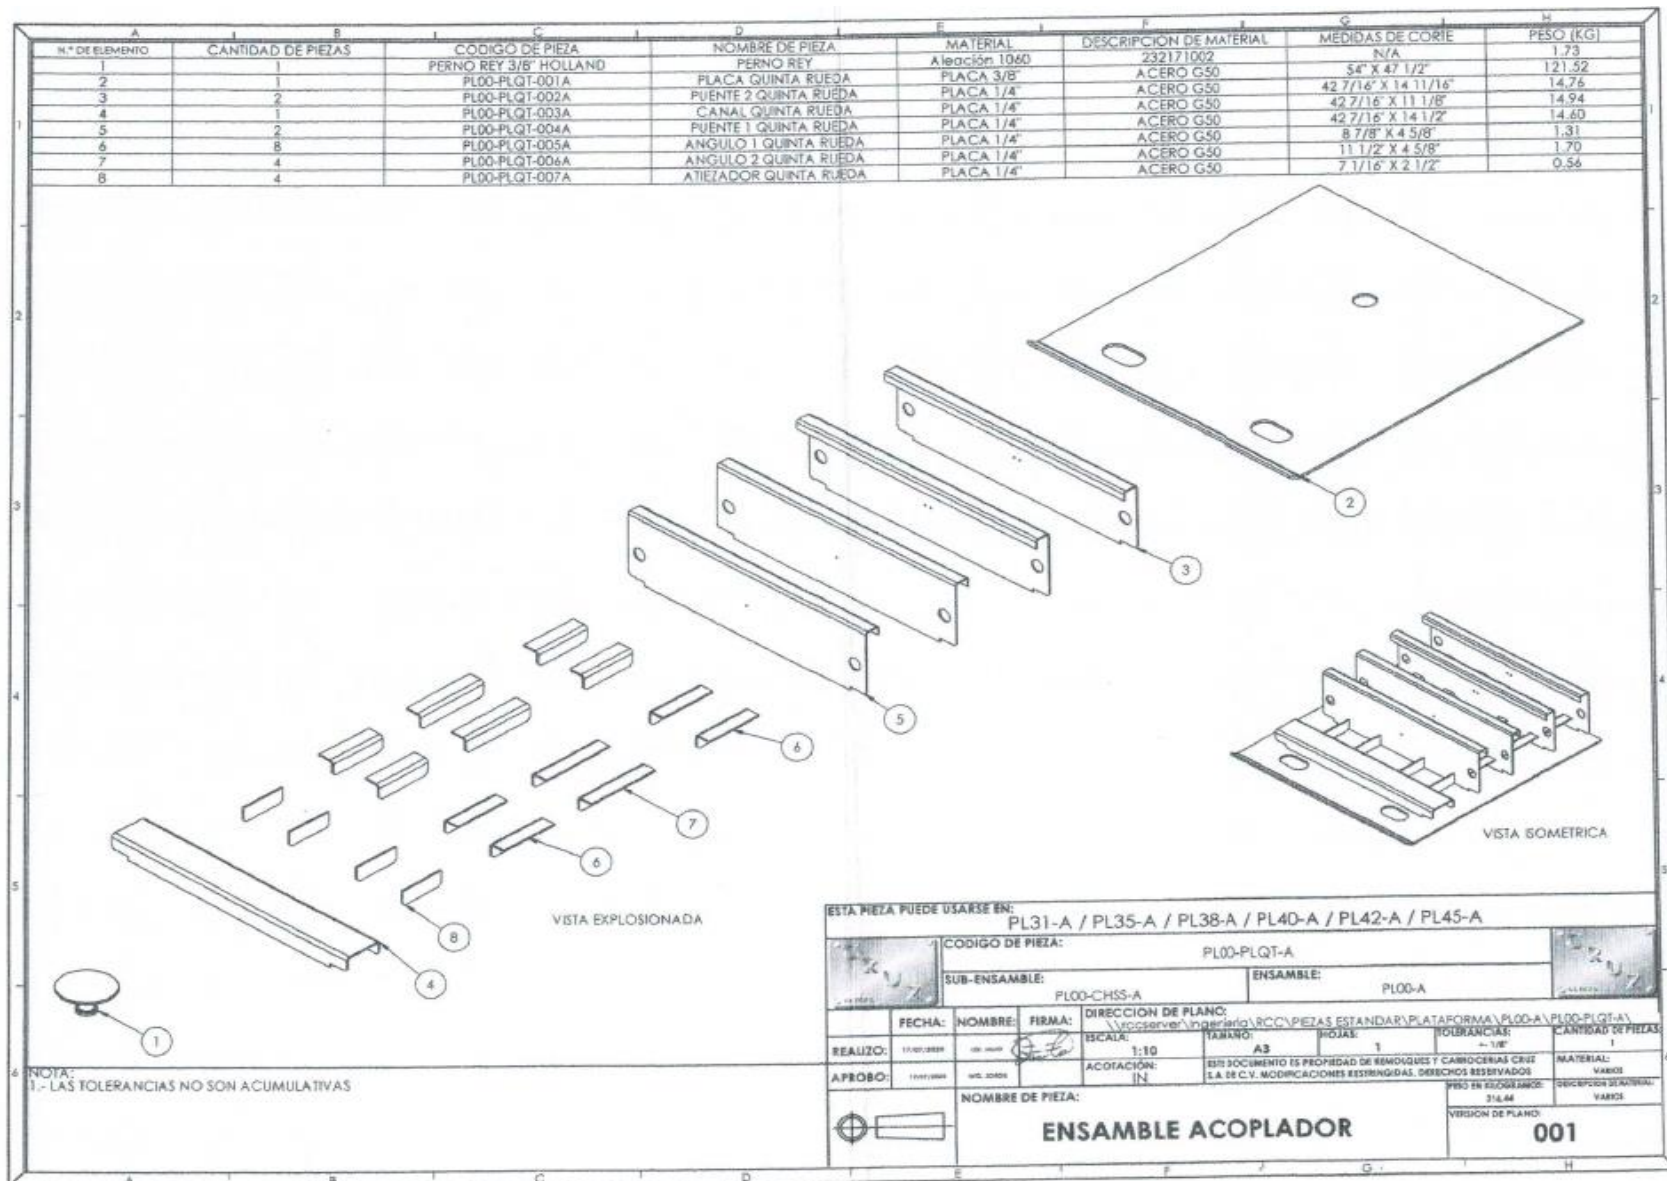 A B C D E F G H
N.° DE ELEMENTO CANTIDAD DE PIEZAS CODIGO DE PIEZA NOMBRE DE PIEZA MATERIAL DESCRIPCION DE MATERIAL MEDIDAS DE CORTE PESO (KG)
1 1 PERNO REY 3/8" HOLLAND PERNO REY Aleación 1060 232171002 N/A 1.73
2 1 PL00-PLQT-001A PLACA QUINTA RUEDA PLACA 3/8" ACERO G50 54" X 47 1/2" 121.52
3 2 PL00-PLQT-002A PUENTE 2 QUINTA RUEDA PLACA 1/4" ACERO G50 42 7/16" X 14 11/16" 14.76
4 1 PL00-PLQT-003A CANAL QUINTA RUEDA PLACA 1/4" ACERO G50 42 7/16" X 11 1/8" 14.94
5 2 PL00-PLQT-004A PUENTE 1 QUINTA RUEDA PLACA 1/4" ACERO G50 42 7/16" X 14 1/2" 14.60
6 8 PL00-PLQT-005A ANGULO 1 QUINTA RUEDA PLACA 1/4" ACERO G50 8 7/8" X 4 5/8" 1.31
7 4 PL00-PLQT-006A ANGULO 2 QUINTA RUEDA PLACA 1/4" ACERO G50 11 1/2" X 4 5/8" 1.70
8 4 PL00-PLQT-007A ATIEZADOR QUINTA RUEDA PLACA 1/4" ACERO G50 7 1/16" X 2 1/2" 0.56
1
2 2
3 3
2
3
4 4
5
6
7
6
8
4
1
VISTA ISOMETRICA
5 5
VISTA EXPLOSIONADA
ESTA PIEZA PUEDE USARSE EN:
PL31-A / PL35-A / PL38-A / PL40-A / PL42-A / PL45-A
CODIGO DE PIEZA:
PL00-PLQT-A
SUB-ENSAMBLE: ENSAMBLE:
PL00-CHSS-A PL00-A
FECHA: NOMBRE: FIRMA: DIRECCION DE PLANO:
\\rccserver\Ingenieria\RCC\PIEZAS ESTANDAR\PLATAFORMA\PL00-A\PL00-PLQT-A\
REALIZO: ESCALA: 1:10 TAMAÑO: A3 HOJAS: 1 TOLERANCIAS: +- 1/8" CANTIDAD DE PIEZAS: 1
APROBO: ACOTACIÓN: IN ESTE DOCUMENTO ES PROPIEDAD DE REMOLQUES Y CARROCERIAS CRUZ
S.A DE C.V. MODIFICACIONES RESTRINGIDAS. DERECHOS RESERVADOS
MATERIAL: VARIOS
PESO EN KILOGRAMOS: 216.44 DESCRIPCION DE MATERIAL: VARIOS
NOMBRE DE PIEZA:
ENSAMBLE ACOPLADOR
VERSION DE PLANO:
001
6 6
NOTA:
1.- LAS TOLERANCIAS NO SON ACUMULATIVAS
A B C D E F G H